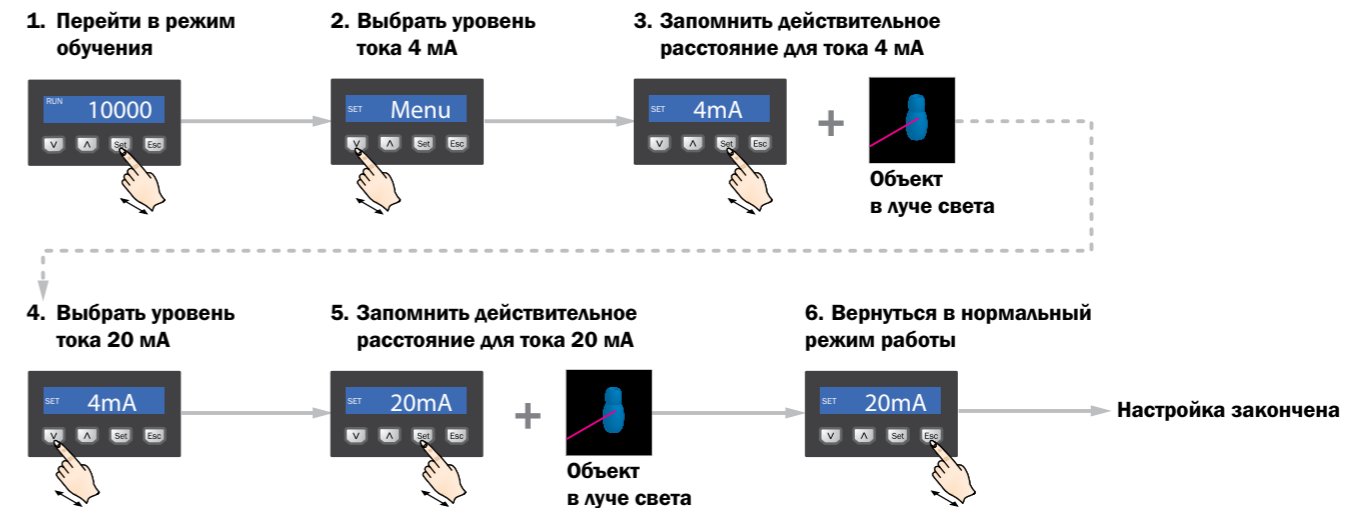 1. Перейти в режим
обучения
2. Выбрать уровень
тока 4 мА
3. Запомнить действительное
расстояние для тока 4 мА
RUN 10000
V Λ Set Esc
SET Menu
V Λ Set Esc
SET 4mA
V Λ Set Esc
+
Объект
в луче света
4. Выбрать уровень
тока 20 мА
5. Запомнить действительное
расстояние для тока 20 мА
6. Вернуться в нормальный
режим работы
SET 4mA
V Λ Set Esc
SET 20mA
V Λ Set Esc
+
Объект
в луче света
SET 20mA
V Λ Set Esc
Настройка закончена